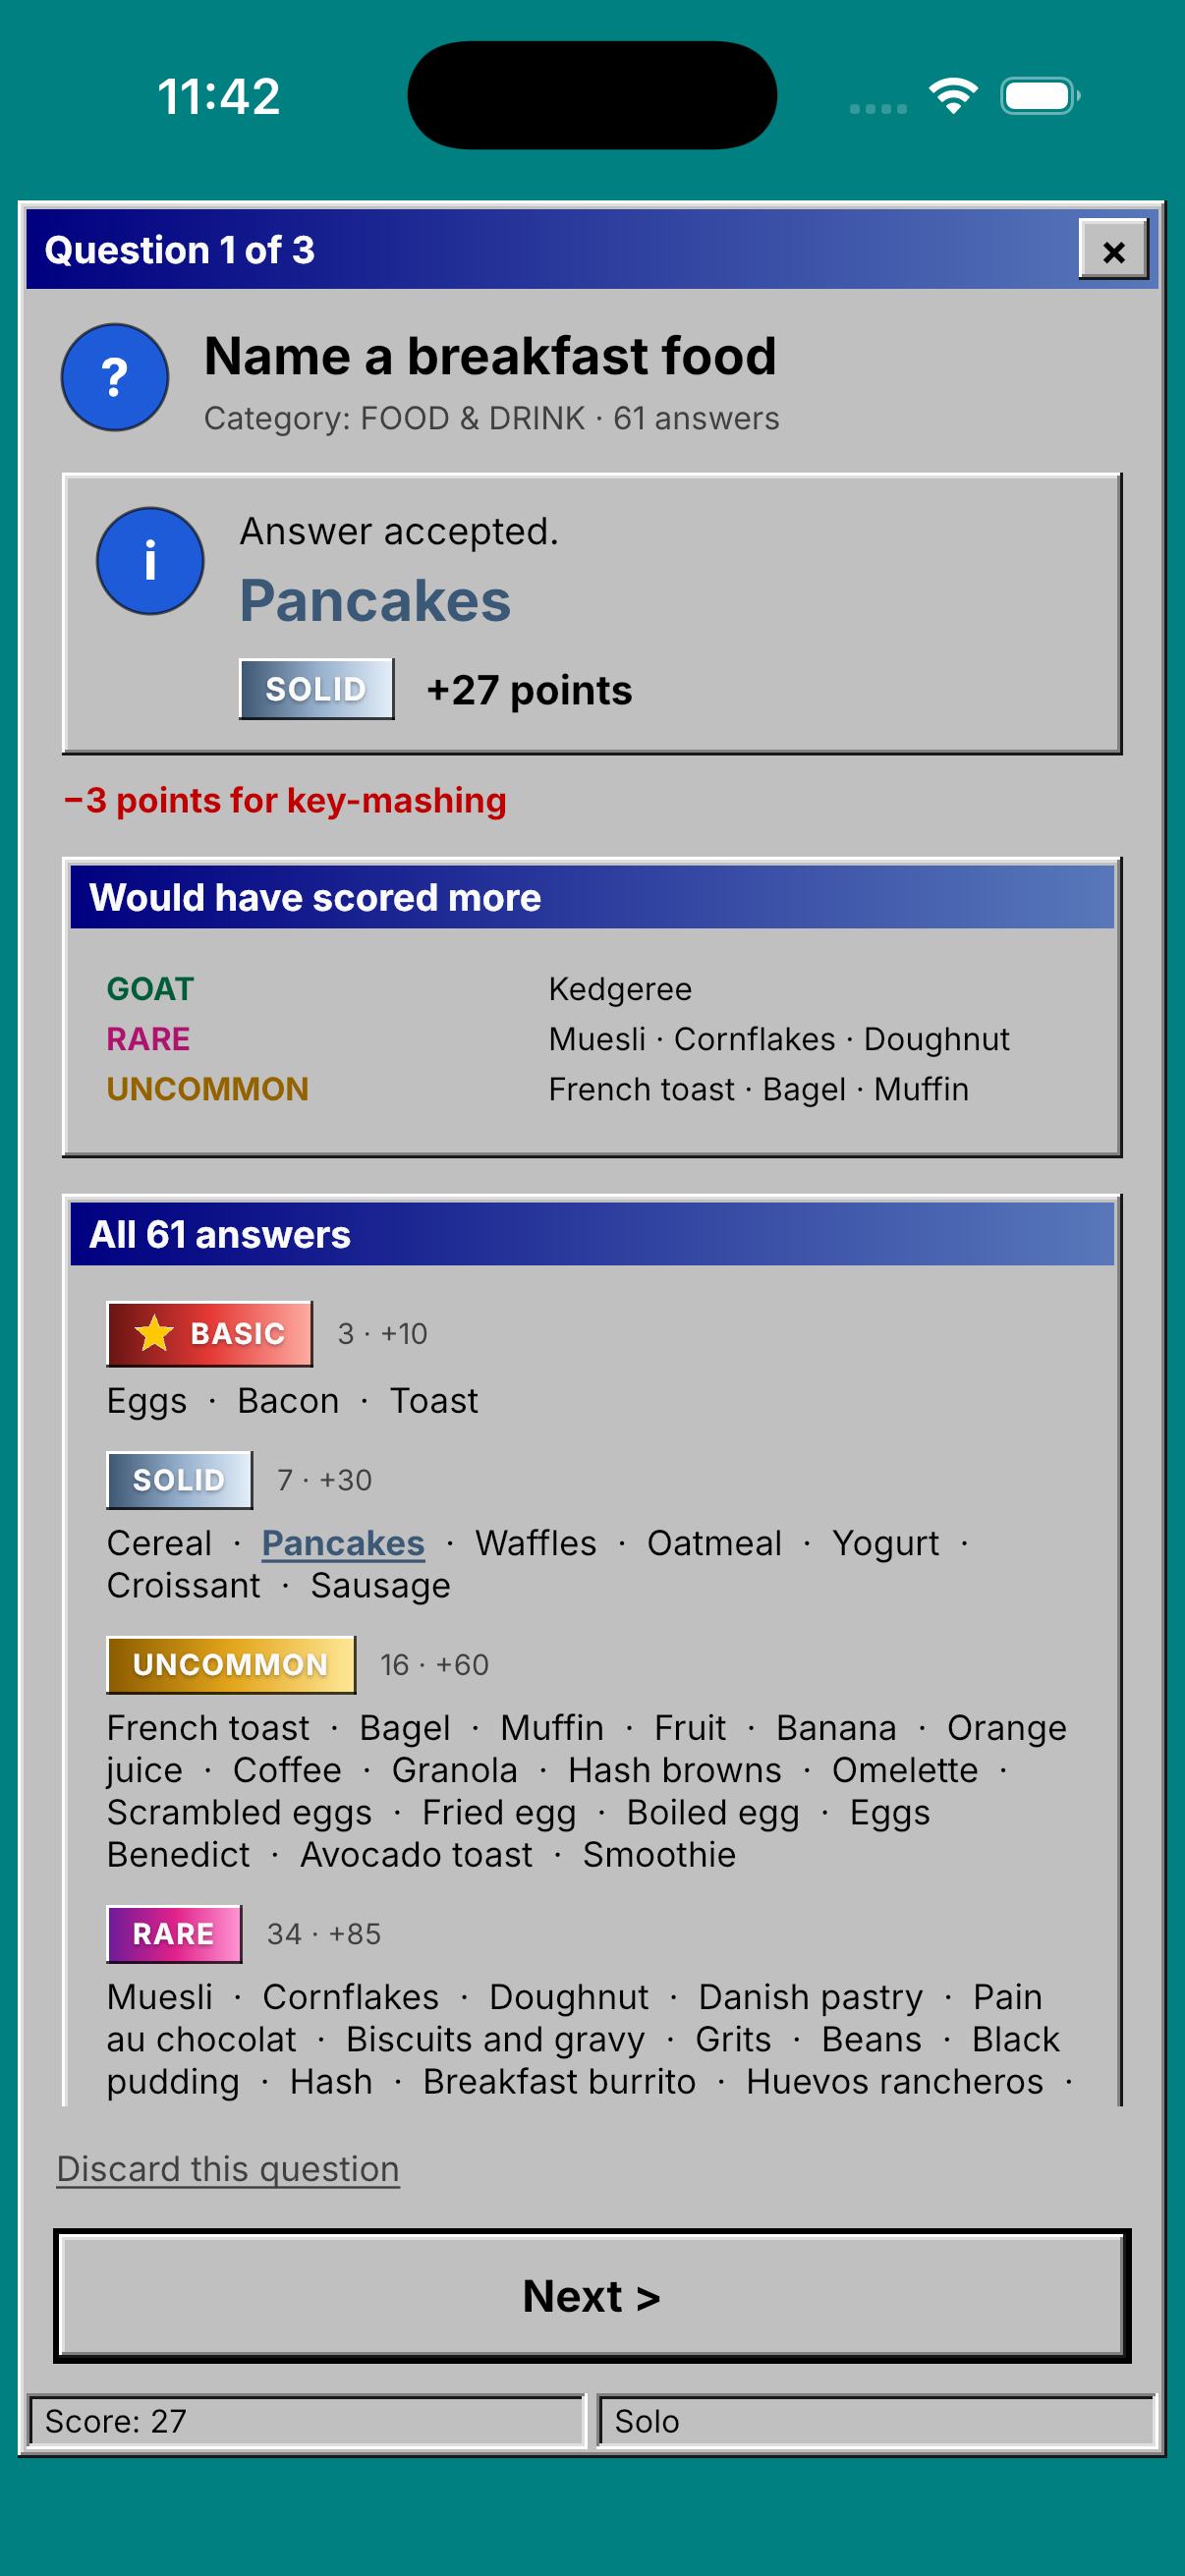 11:42
Question 1 of 3
×
?
Name a breakfast food
Category: FOOD & DRINK · 61 answers
i
Answer accepted.
Pancakes
SOLID +27 points
−3 points for key-mashing
Would have scored more
GOAT Kedgeree
RARE Muesli · Cornflakes · Doughnut
UNCOMMON French toast · Bagel · Muffin
All 61 answers
BASIC 3 · +10
Eggs · Bacon · Toast
SOLID 7 · +30
Cereal · Pancakes · Waffles · Oatmeal · Yogurt ·
Croissant · Sausage
UNCOMMON 16 · +60
French toast · Bagel · Muffin · Fruit · Banana · Orange
juice · Coffee · Granola · Hash browns · Omelette ·
Scrambled eggs · Fried egg · Boiled egg · Eggs
Benedict · Avocado toast · Smoothie
RARE 34 · +85
Muesli · Cornflakes · Doughnut · Danish pastry · Pain
au chocolat · Biscuits and gravy · Grits · Beans · Black
pudding · Hash · Breakfast burrito · Huevos rancheros ·
Discard this question
Next >
Score: 27
Solo